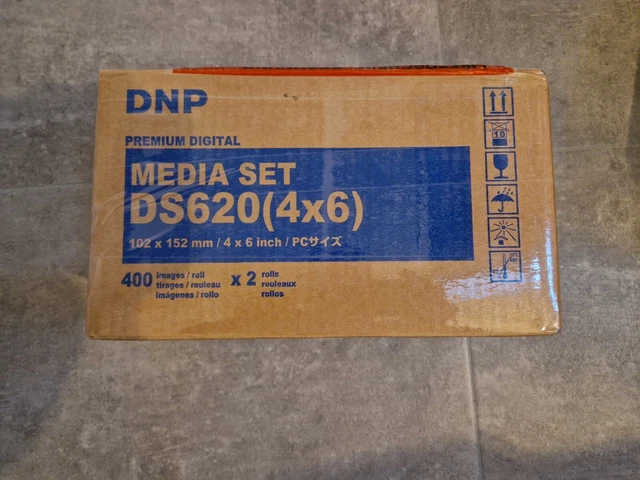 DNP
PREMIUM DIGITAL
MEDIA SET
DS620(4x6)
102 x 152 mm / 4 x 6 inch / PCサイズ
400 images / roll x 2 rolls
tirages / rouleau rouleaux
imágenes / rollo rollos
10